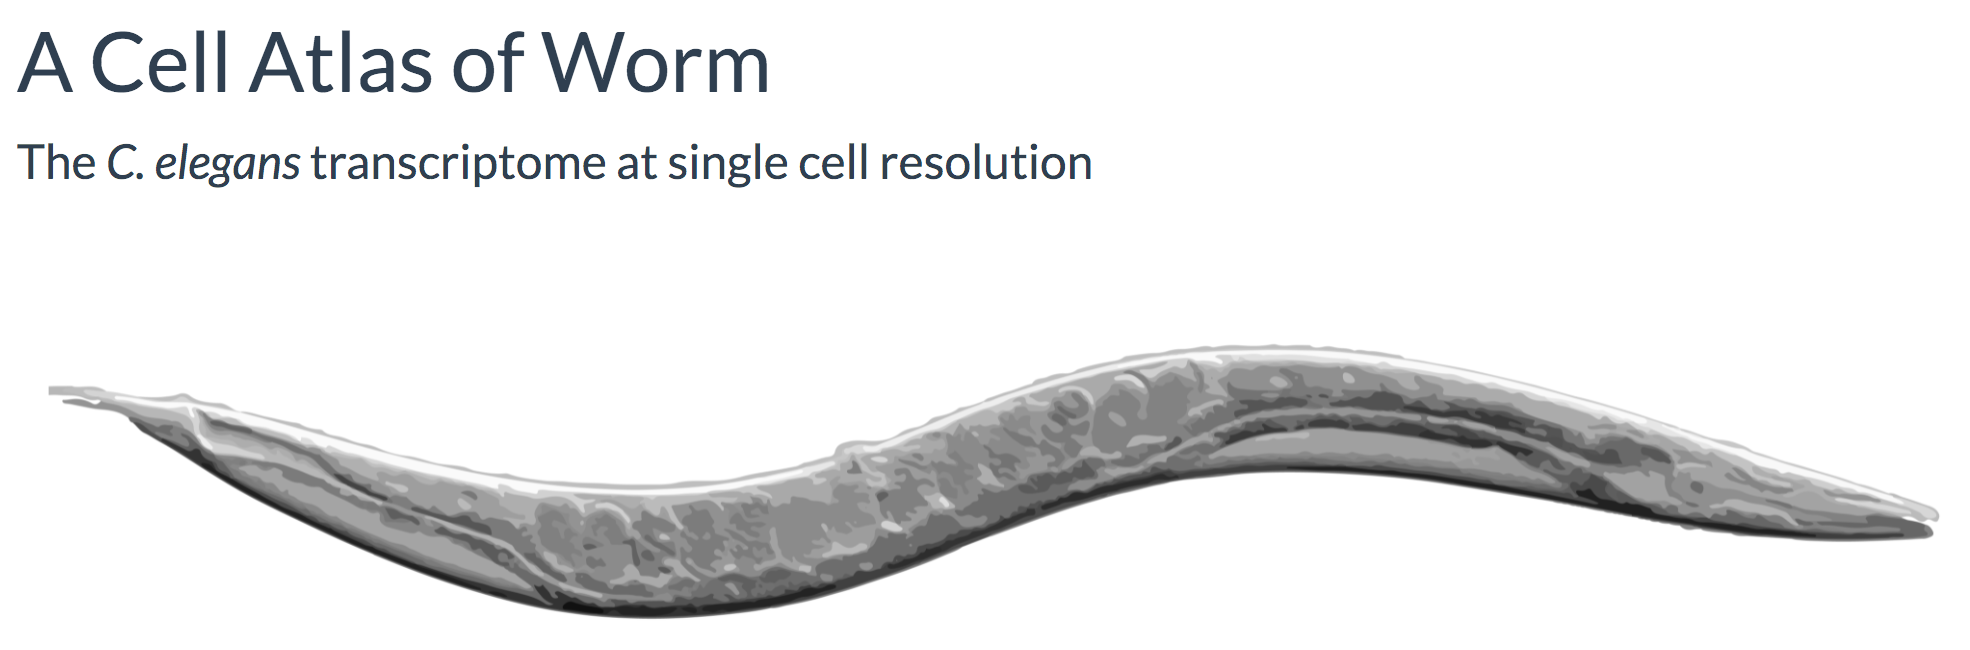 A Cell Atlas of Worm
The C. elegans transcriptome at single cell resolution